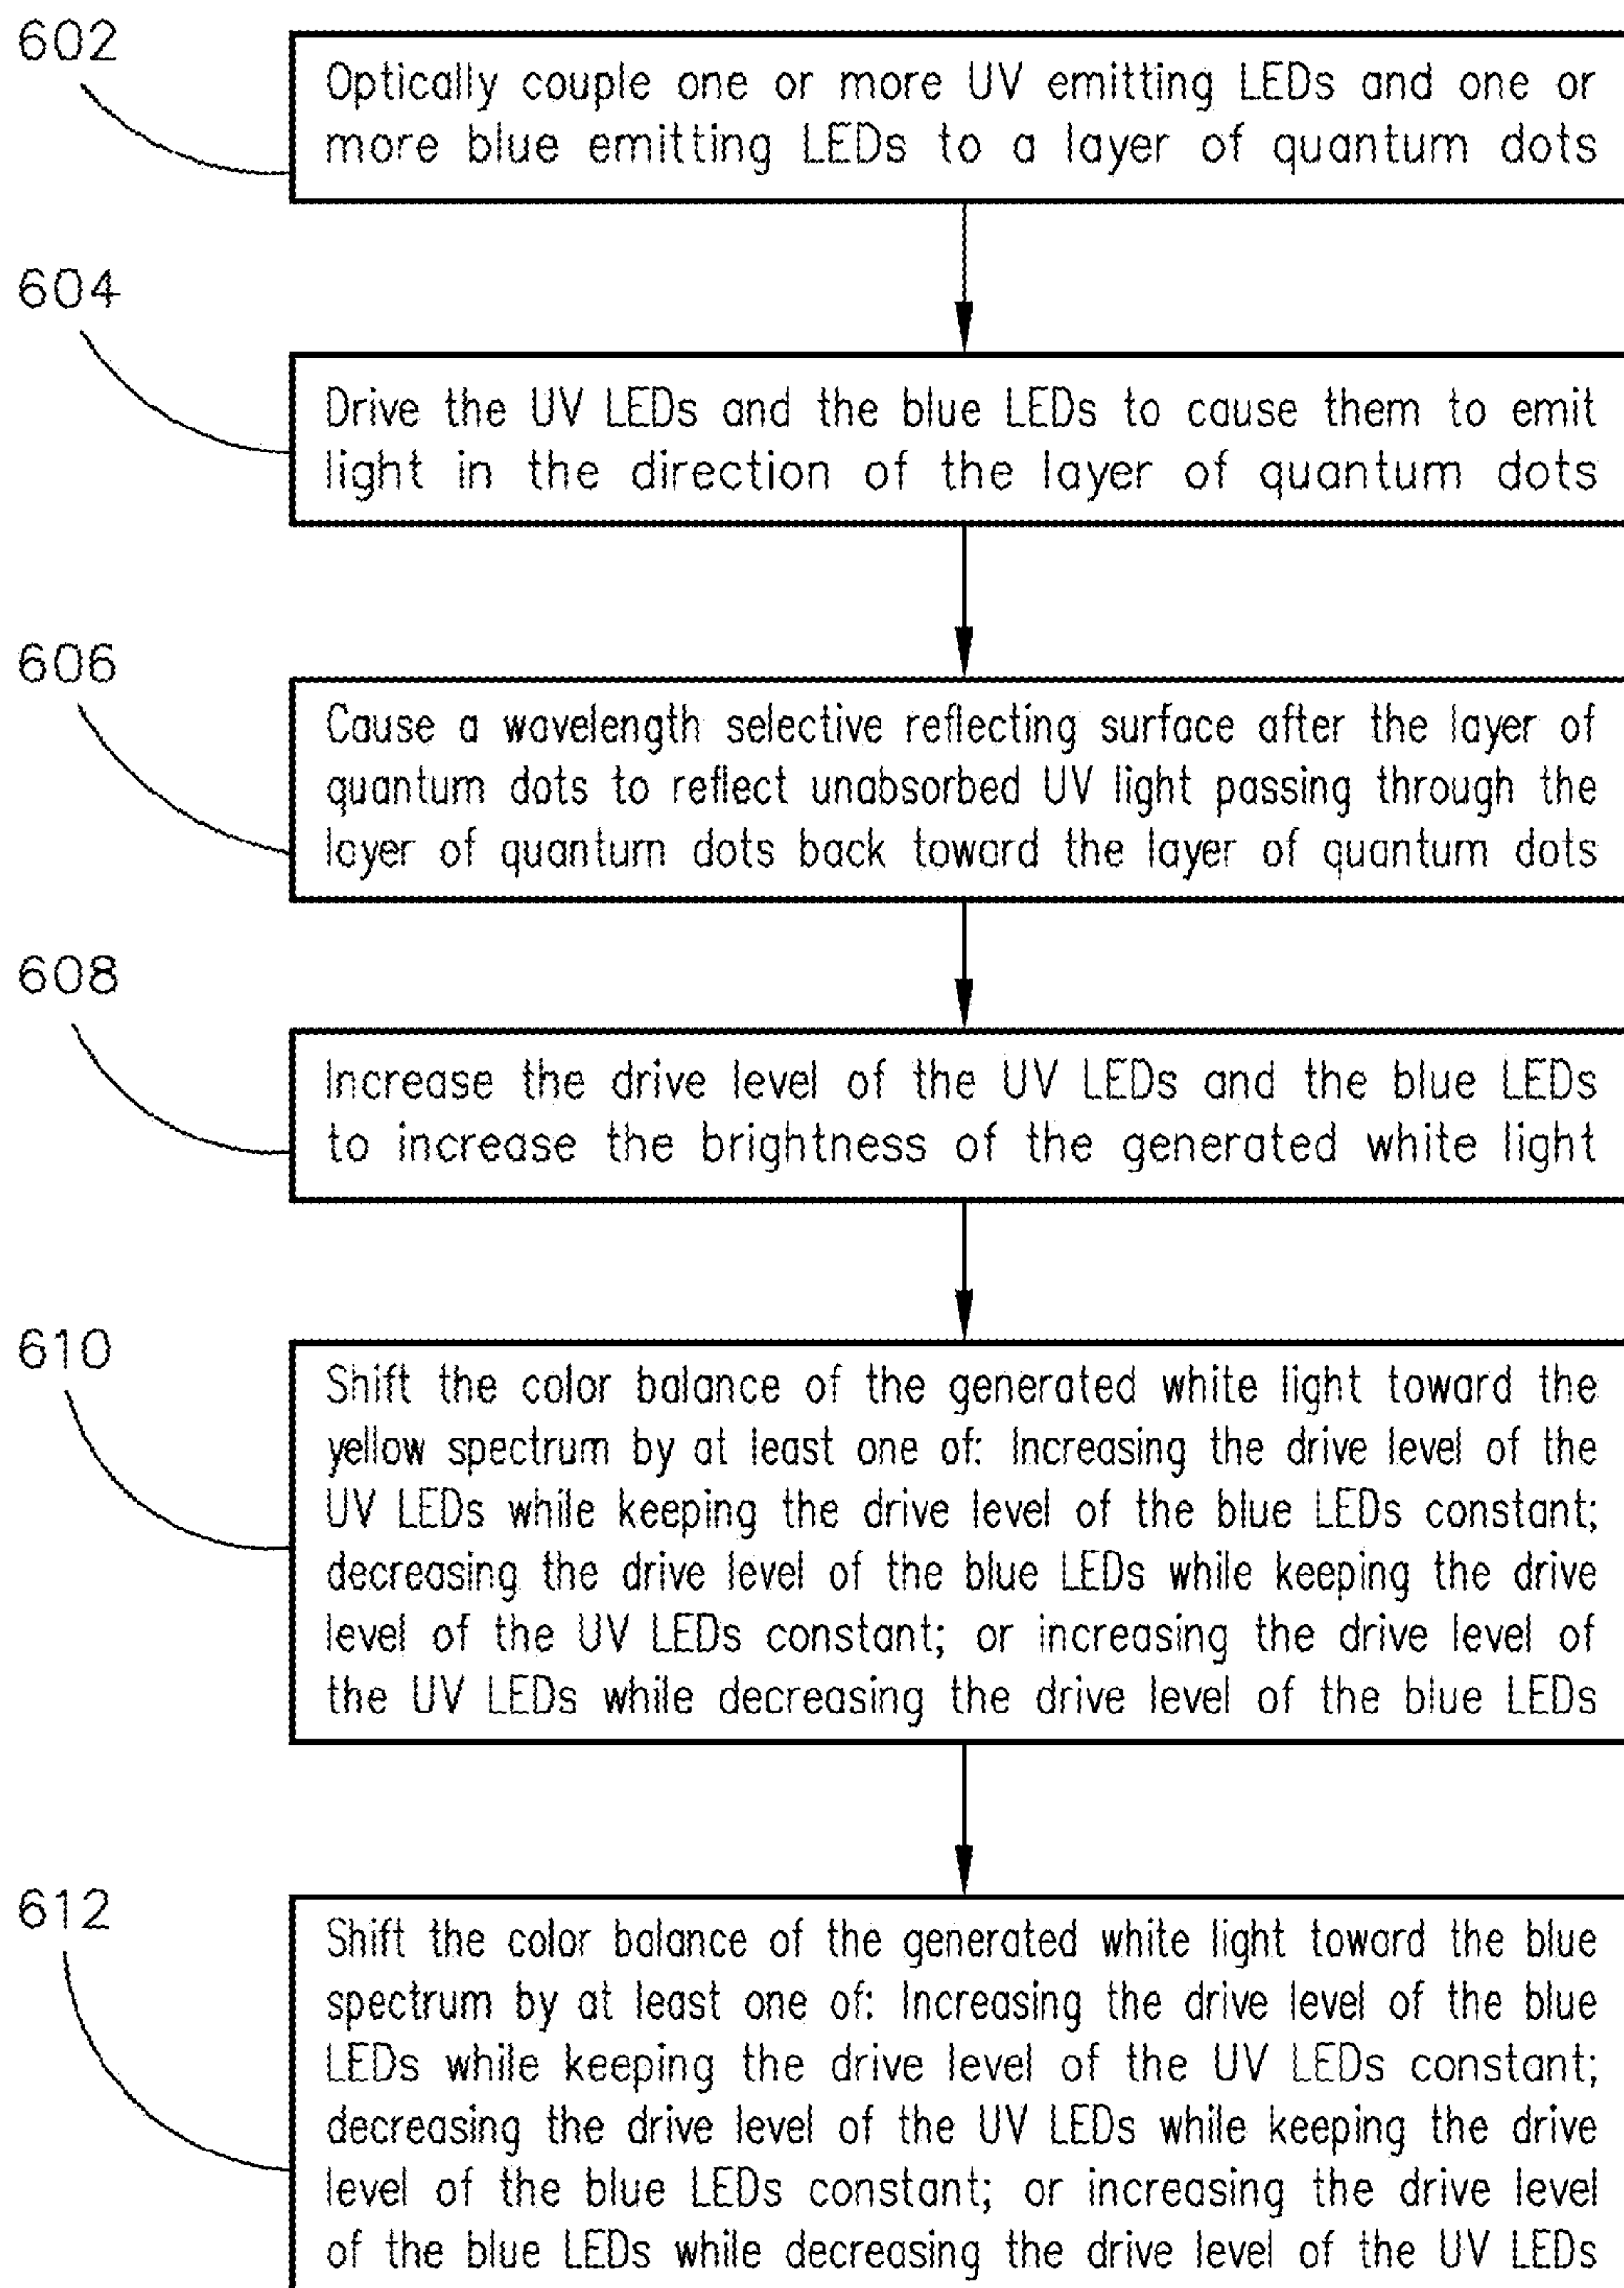 602
Optically couple one or more UV emitting LEDs and one or
more blue emitting LEDs to a layer of quantum dots
604
Drive the UV LEDs and the blue LEDs to cause them to emit
light in the direction of the layer of quantum dots
606
Cause a wavelength selective reflecting surface after the layer of
quantum dots to reflect unabsorbed UV light passing through the
layer of quantum dots back toward the layer of quantum dots
608
Increase the drive level of the UV LEDs and the blue LEDs
to increase the brightness of the generated white light
610
Shift the color balance of the generated white light toward the
yellow spectrum by at least one of: Increasing the drive level of the
UV LEDs while keeping the drive level of the blue LEDs constant;
decreasing the drive level of the blue LEDs while keeping the drive
level of the UV LEDs constant; or increasing the drive level of
the UV LEDs while decreasing the drive level of the blue LEDs
612
Shift the color balance of the generated white light toward the blue
spectrum by at least one of: Increasing the drive level of the blue
LEDs while keeping the drive level of the UV LEDs constant;
decreasing the drive level of the UV LEDs while keeping the drive
level of the blue LEDs constant; or increasing the drive level
of the blue LEDs while decreasing the drive level of the UV LEDs